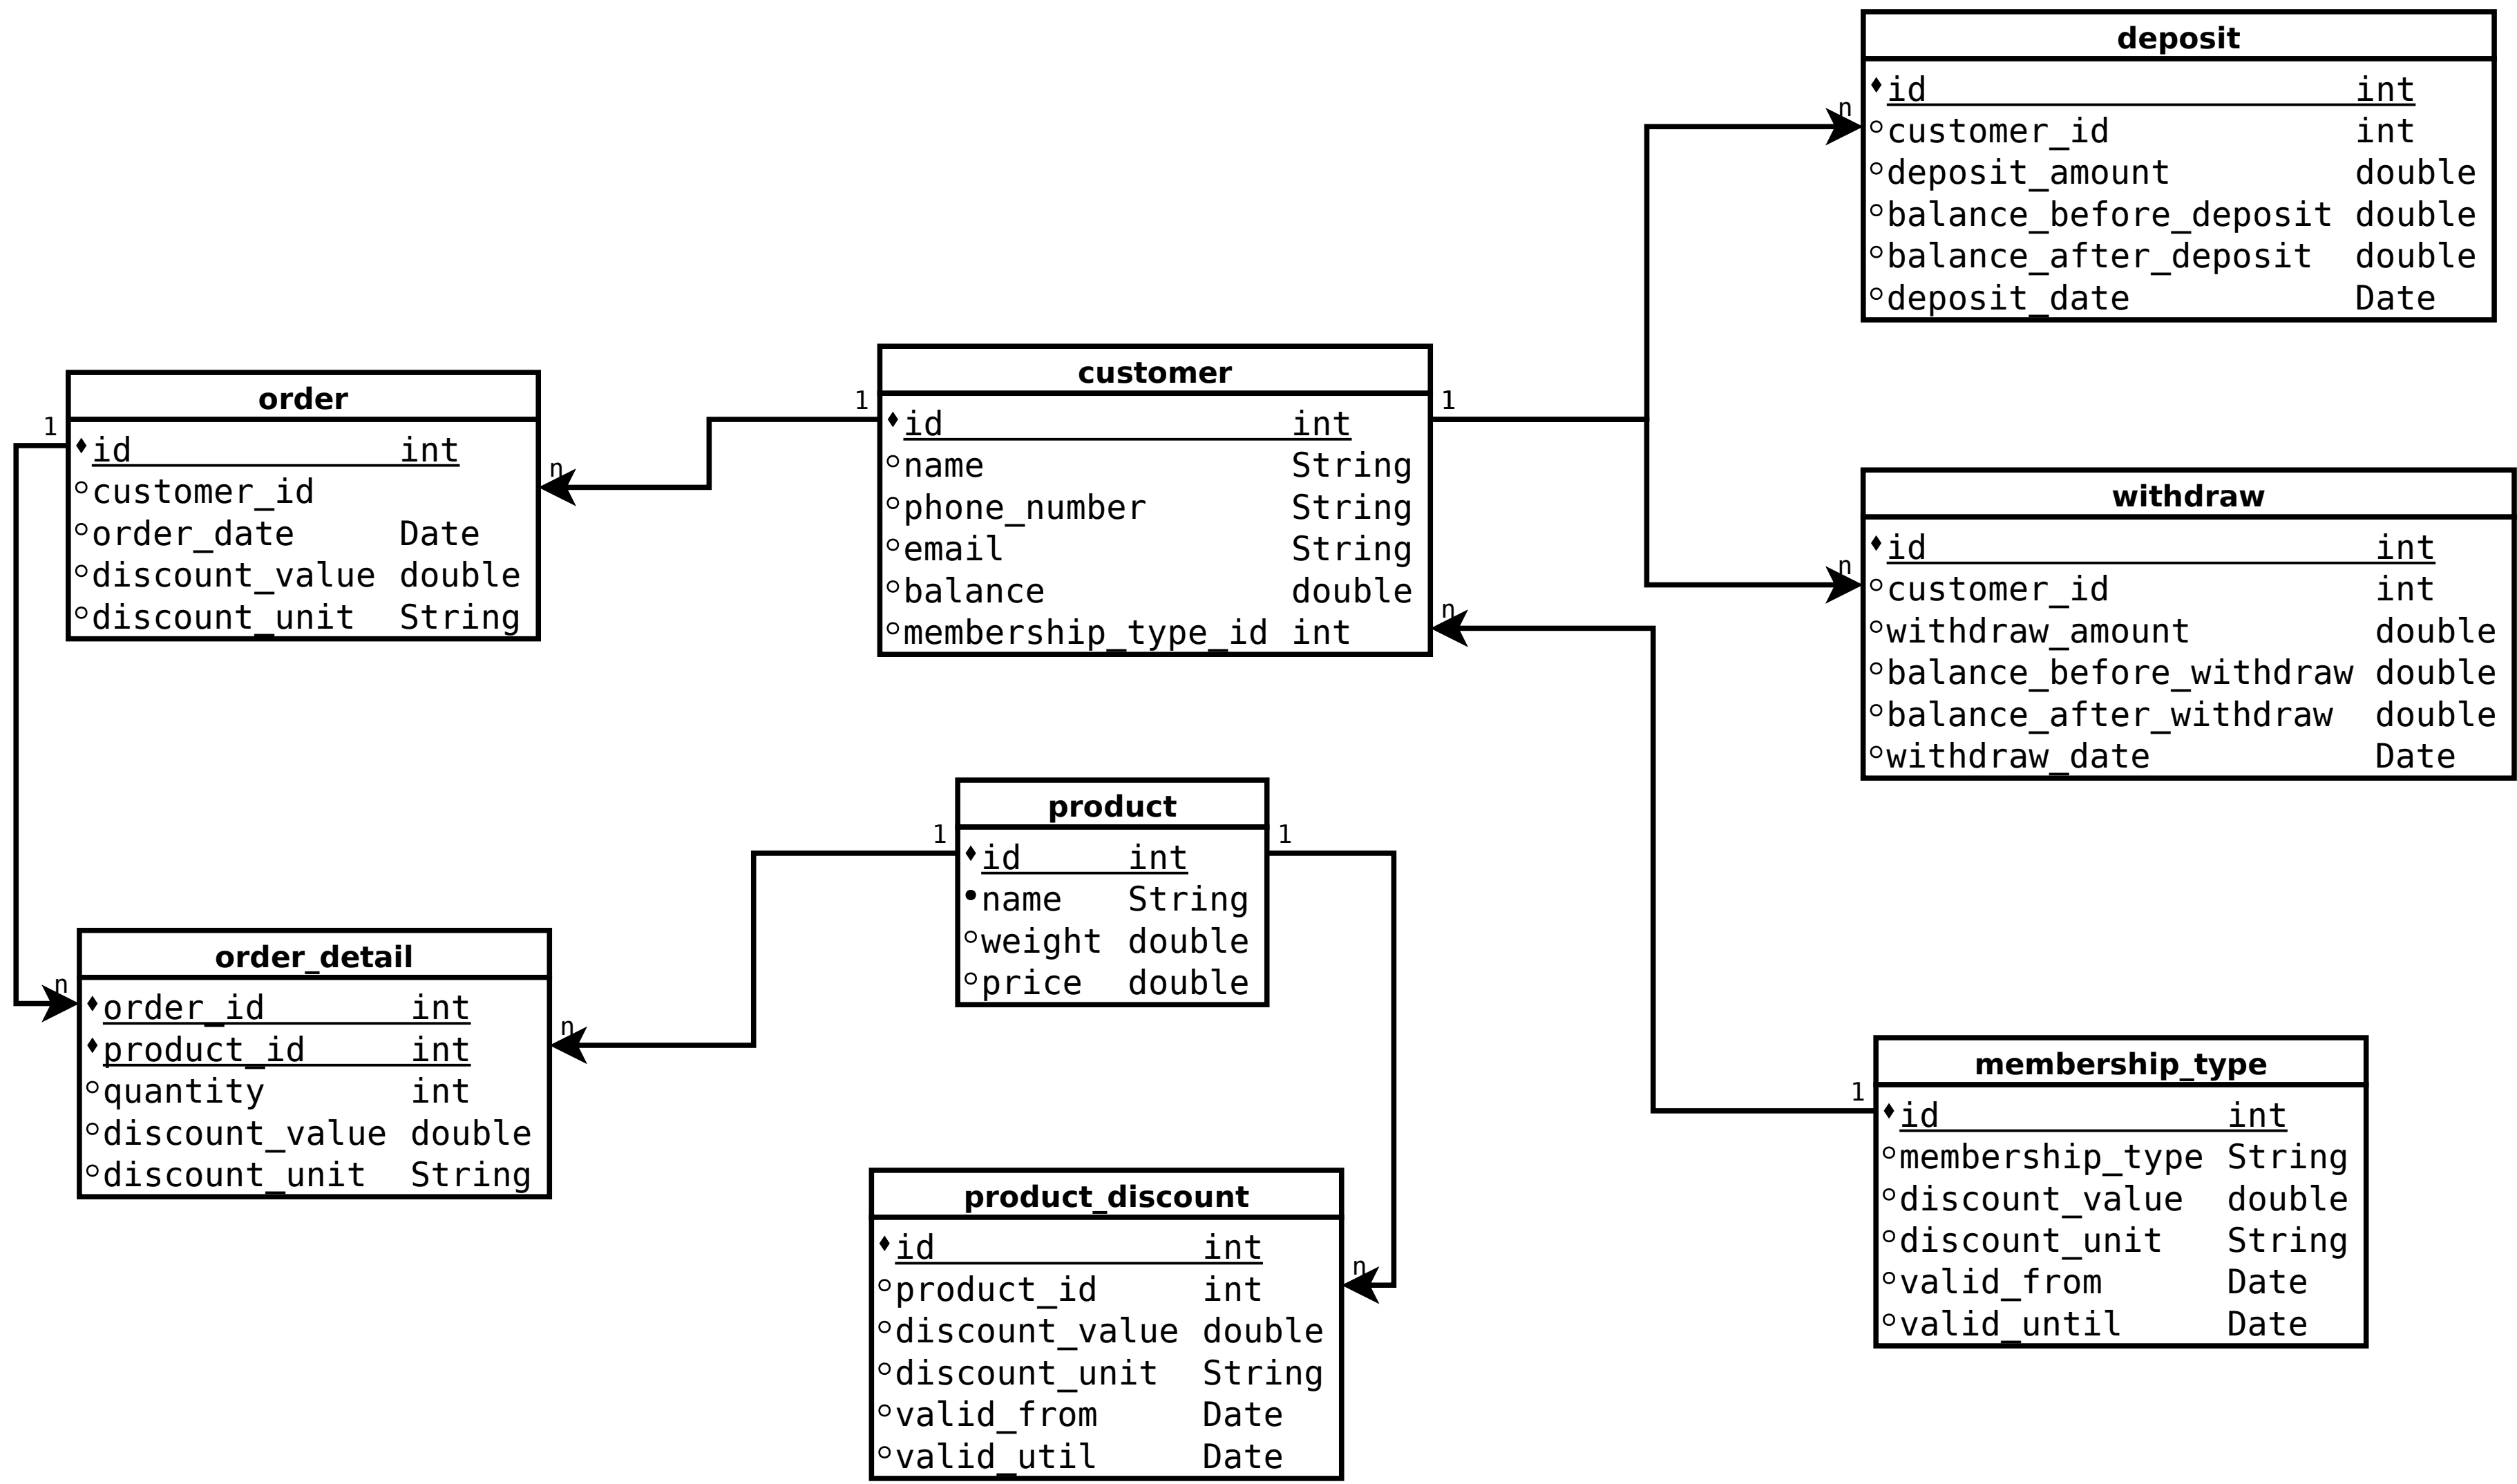 deposit
id int
customer_id int
deposit_amount double
balance_before_deposit double
balance_after_deposit double
deposit_date Date
n
customer
id int
name String
phone_number String
email String
balance double
membership_type_id int
1
1
n
order
id int
customer_id
order_date Date
discount_value double
discount_unit String
1
n
withdraw
id int
customer_id int
withdraw_amount double
balance_before_withdraw double
balance_after_withdraw double
withdraw_date Date
n
product
id int
name String
weight double
price double
1
1
order_detail
order_id int
product_id int
quantity int
discount_value double
discount_unit String
n
n
membership_type
id int
membership_type String
discount_value double
discount_unit String
valid_from Date
valid_until Date
1
product_discount
id int
product_id int
discount_value double
discount_unit String
valid_from Date
valid_util Date
n